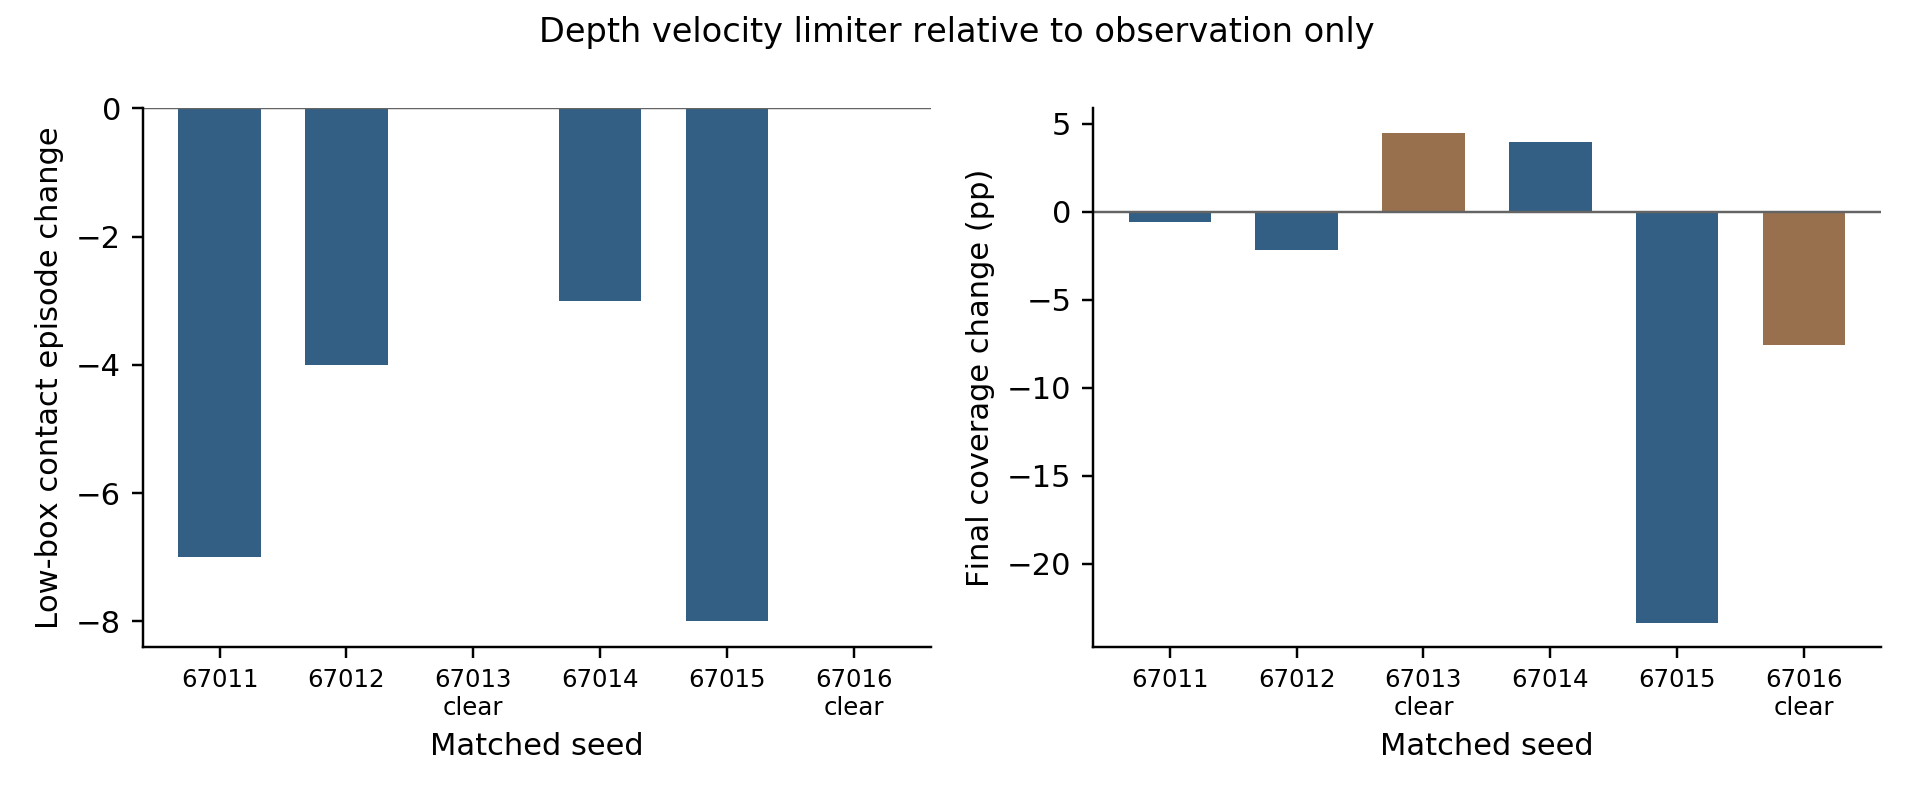 Depth velocity limiter relative to observation only
Low-box contact episode change
0
−2
−4
−6
−8
67011
67012
67013
clear
67014
67015
67016
clear
Matched seed
Final coverage change (pp)
5
0
−5
−10
−15
−20
67011
67012
67013
clear
67014
67015
67016
clear
Matched seed